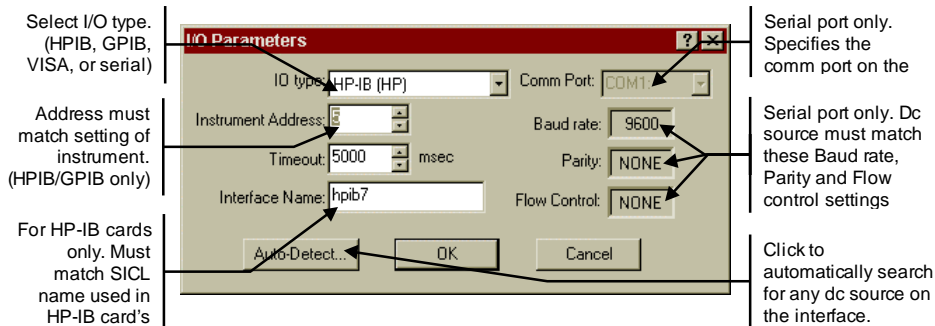 Select I/O type.
(HPIB, GPIB,
VISA, or serial)
Address must
match setting of
instrument.
(HPIB/GPIB only)
For HP-IB cards
only. Must
match SICL
name used in
HP-IB card's
I/O Parameters
IO type:
HP-IB (HP)
Comm Port:
COM1:
Instrument Address:
Baud rate:
9600
Timeout:
5000
msec
Parity:
NONE
Interface Name:
hpib7
Flow Control:
NONE
Auto-Detect...
OK
Cancel
Serial port only.
Specifies the
comm port on the
Serial port only. Dc
source must match
these Baud rate,
Parity and Flow
control settings
Click to
automatically search
for any dc source on
the interface.